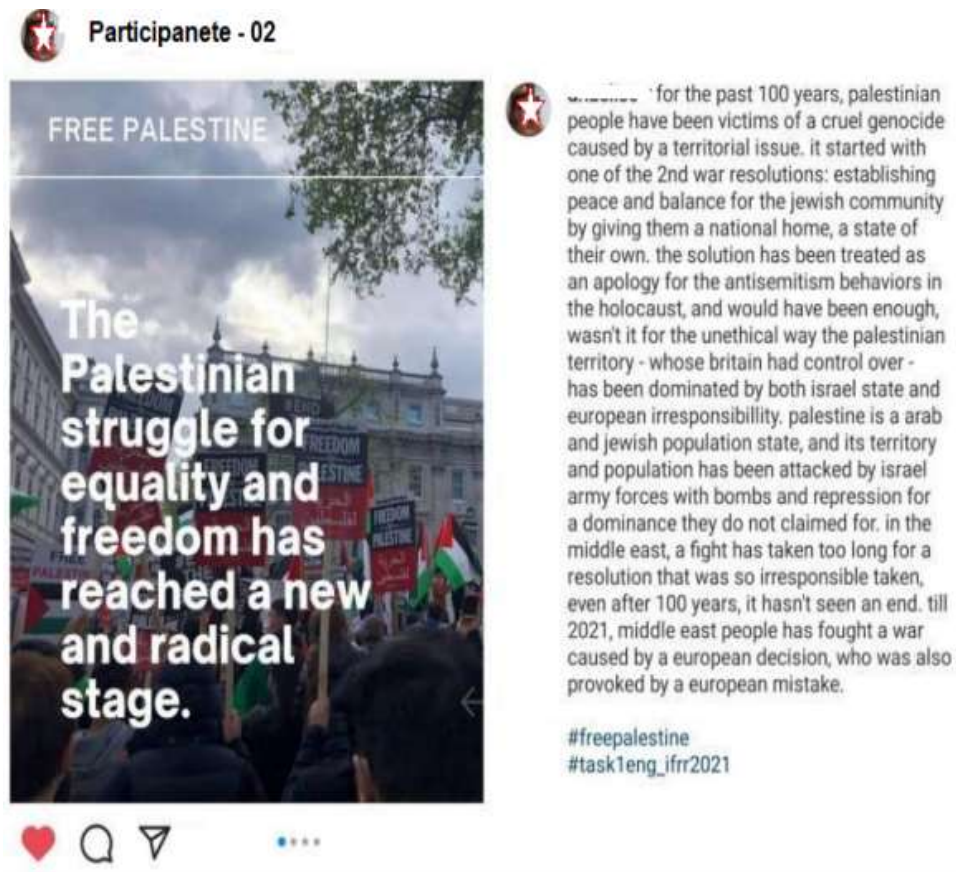 Participanete - 02
FREE PALESTINE
The
Palestinian
struggle for
equality and
freedom has
reached a new
and radical
stage.
FREEDOM
PALESTINE
FREEDOM
FOR
PALESTINE
FREE
for the past 100 years, palestinian
people have been victims of a cruel genocide
caused by a territorial issue. it started with
one of the 2nd war resolutions: establishing
peace and balance for the jewish community
by giving them a national home, a state of
their own. the solution has been treated as
an apology for the antisemitism behaviors in
the holocaust, and would have been enough,
wasn't it for the unethical way the palestinian
territory - whose britain had control over -
has been dominated by both israel state and
european irresponsibillity. palestine is a arab
and jewish population state, and its territory
and population has been attacked by israel
army forces with bombs and repression for
a dominance they do not claimed for. in the
middle east, a fight has taken too long for a
resolution that was so irresponsible taken,
even after 100 years, it hasn't seen an end. till
2021, middle east people has fought a war
caused by a european decision, who was also
provoked by a european mistake.
#freepalestine
#task1eng_ifrr2021